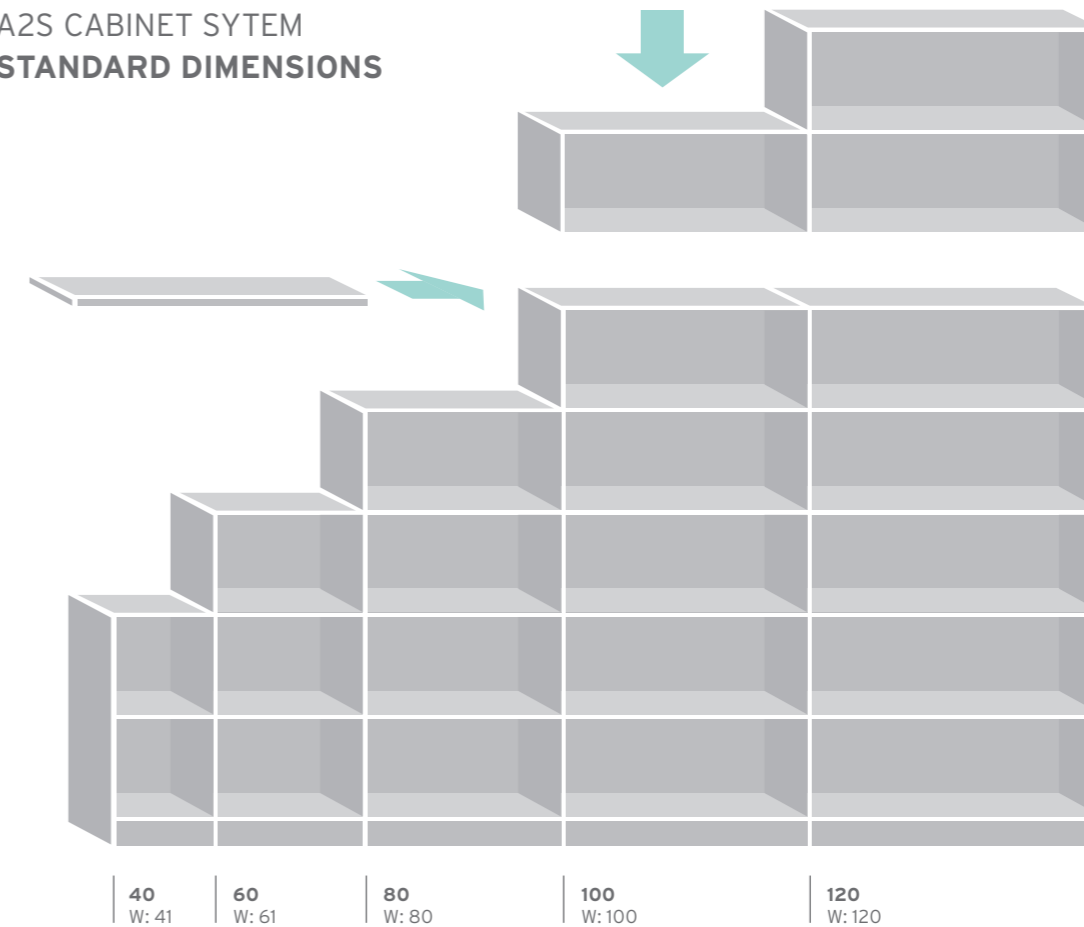 A2S CABINET SYTEM
STANDARD DIMENSIONS
40
W: 41
60
W: 61
80
W: 80
100
W: 100
120
W: 120